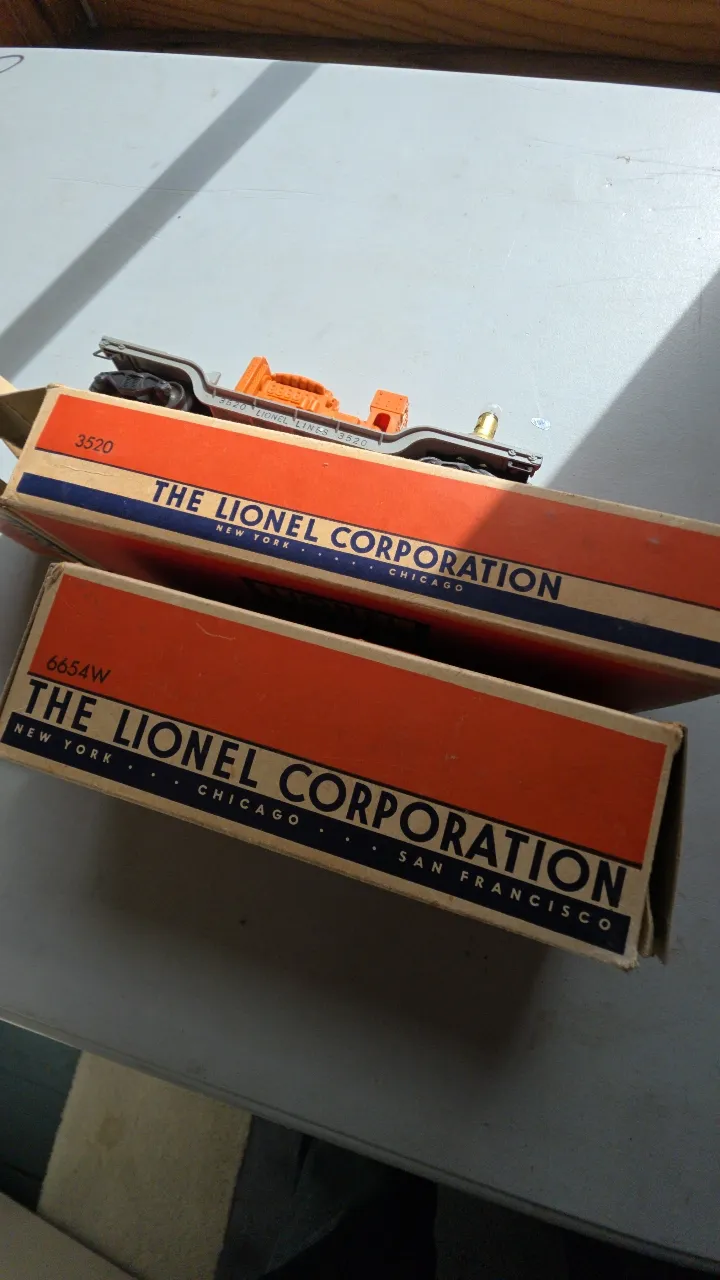 3520 LIONEL LINES 3520
3520
THE LIONEL CORPORATION
NEW YORK · · · · · CHICAGO
6654W
THE LIONEL CORPORATION
NEW YORK · · · CHICAGO · · · SAN FRANCISCO